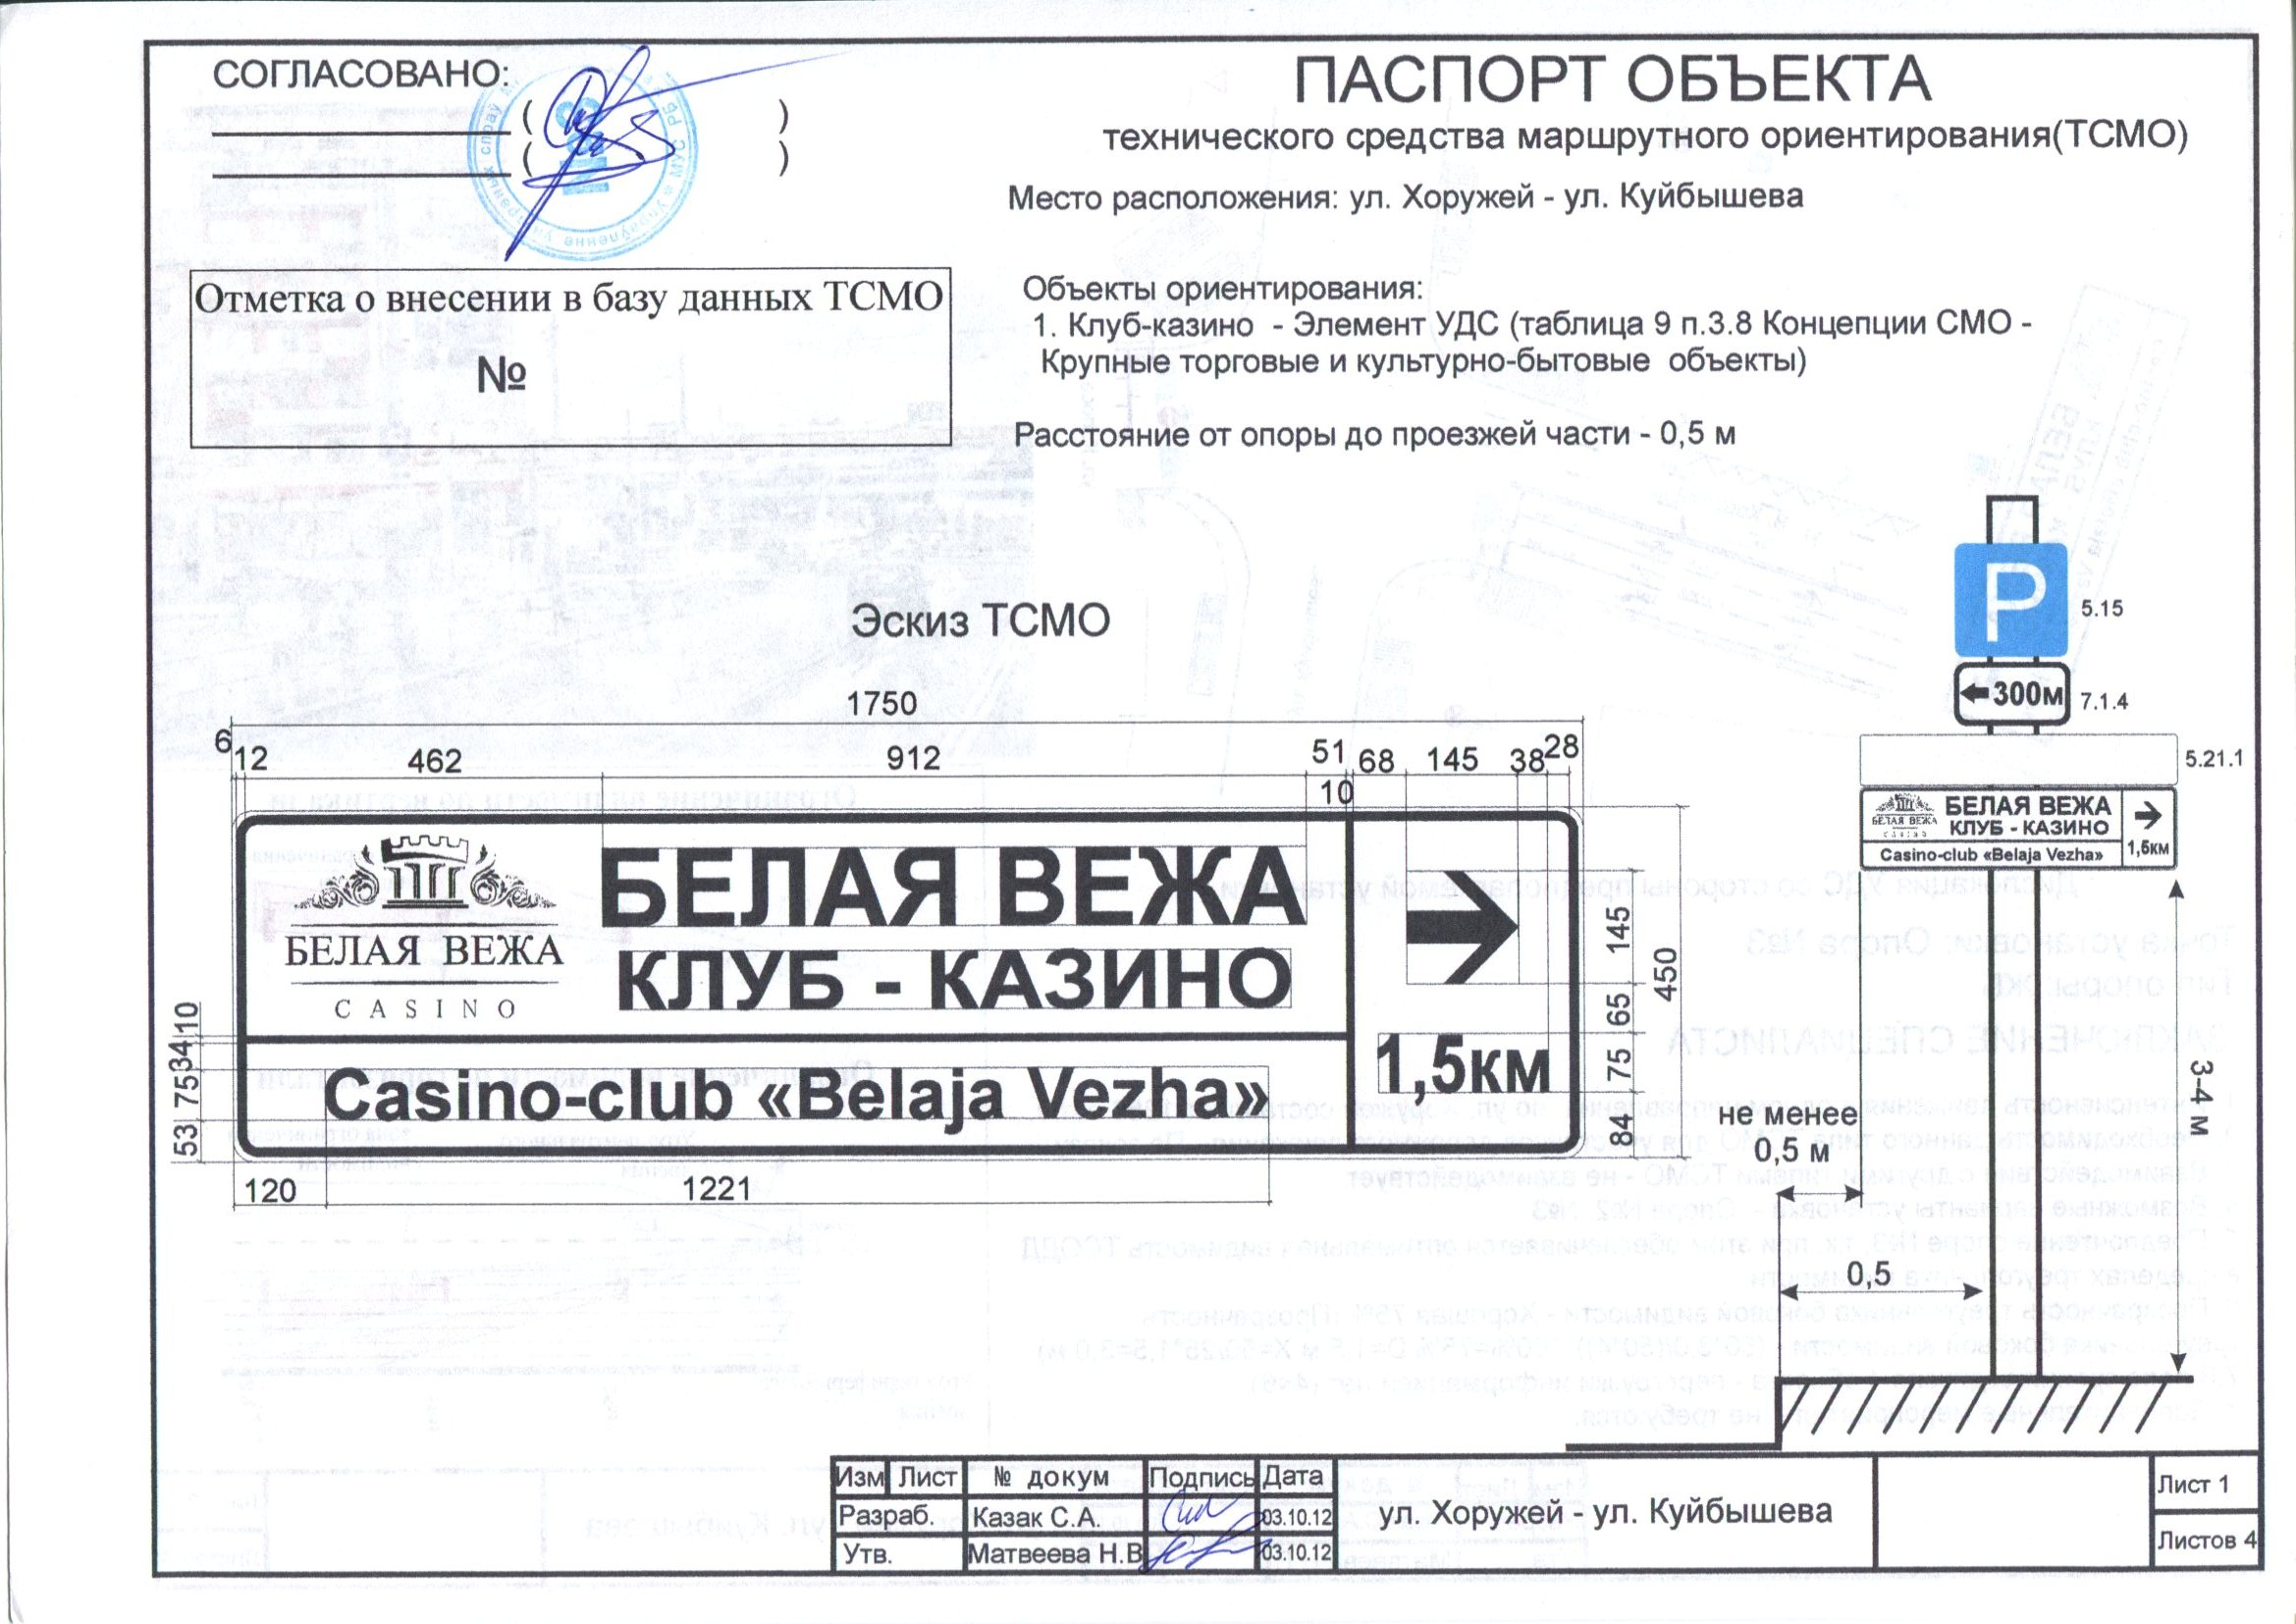 СОГЛАСОВАНО:
( )
( )
ПАСПОРТ ОБЪЕКТА
технического средства маршрутного ориентирования(ТСМО)
Место расположения: ул. Хоружей - ул. Куйбышева
Отметка о внесении в базу данных ТСМО
№
Объекты ориентирования:
1. Клуб-казино - Элемент УДС (таблица 9 п.3.8 Концепции СМО -
Крупные торговые и культурно-бытовые объекты)
Расстояние от опоры до проезжей части - 0,5 м
Эскиз ТСМО
1750
6 12 462 912 51 10 68 145 38 28
БЕЛАЯ ВЕЖА
CASINO
БЕЛАЯ ВЕЖА
КЛУБ - КАЗИНО
Casino-club «Belaja Vezha»
1,5км
10
34
75
53
145
65
75
84
450
120 1221
P
5.15
300м
7.1.4
5.21.1
БЕЛАЯ ВЕЖА
CASINO
БЕЛАЯ ВЕЖА
КЛУБ - КАЗИНО
Casino-club «Belaja Vezha»
1,5км
не менее
0,5 м
0,5
3-4 м
Изм Лист № докум Подпись Дата
Разраб. Казак С.А. 03.10.12
Утв. Матвеева Н.В 03.10.12
ул. Хоружей - ул. Куйбышева
Лист 1
Листов 4